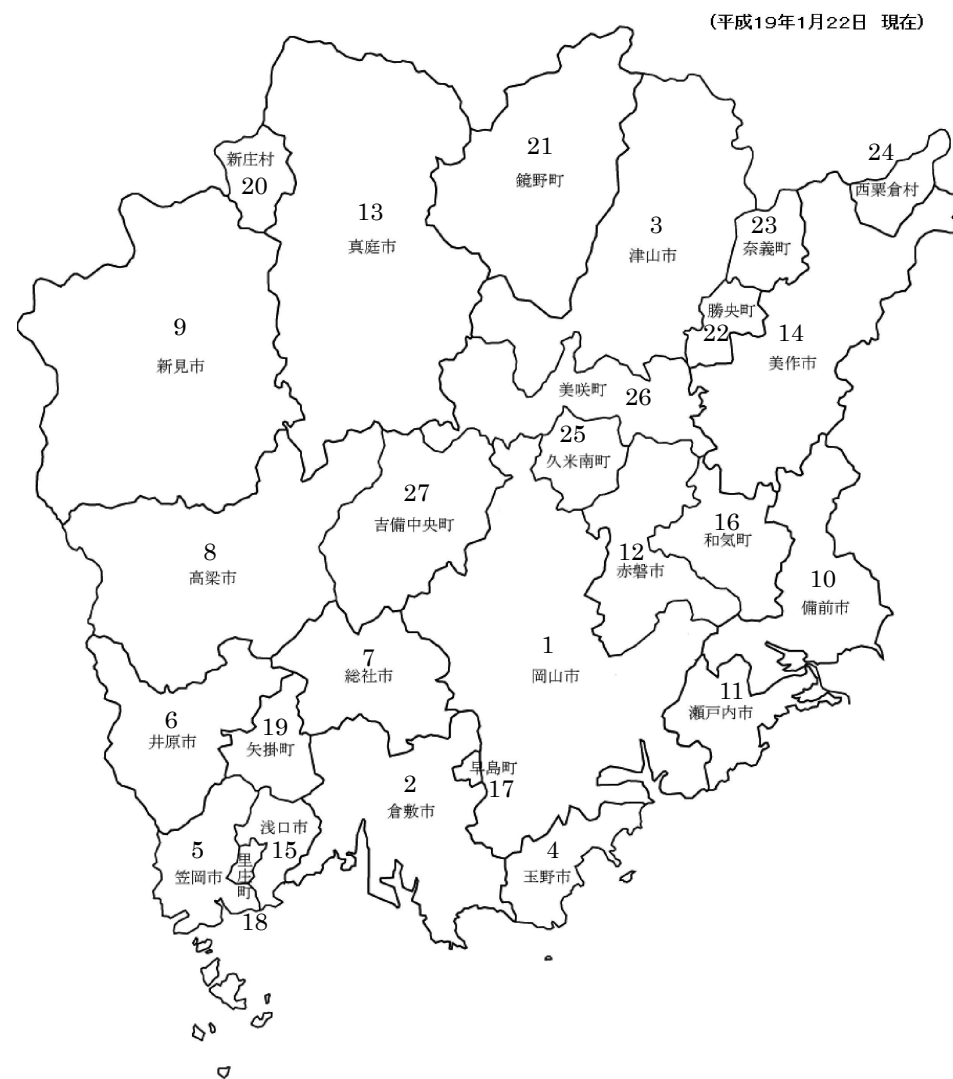 (平成19年1月22日 現在)
21
鏡野町
24
西粟倉村
新庄村
20
13
真庭市
3
津山市
23
奈義町
勝央町
22
14
美作市
9
新見市
美咲町
26
25
久米南町
27
吉備中央町
16
和気町
8
高梁市
12
赤磐市
10
備前市
1
岡山市
7
総社市
11
瀬戸内市
6
井原市
19
矢掛町
早島町
17
2
倉敷市
浅口市
15
5
笠岡市
里庄町
18
4
玉野市